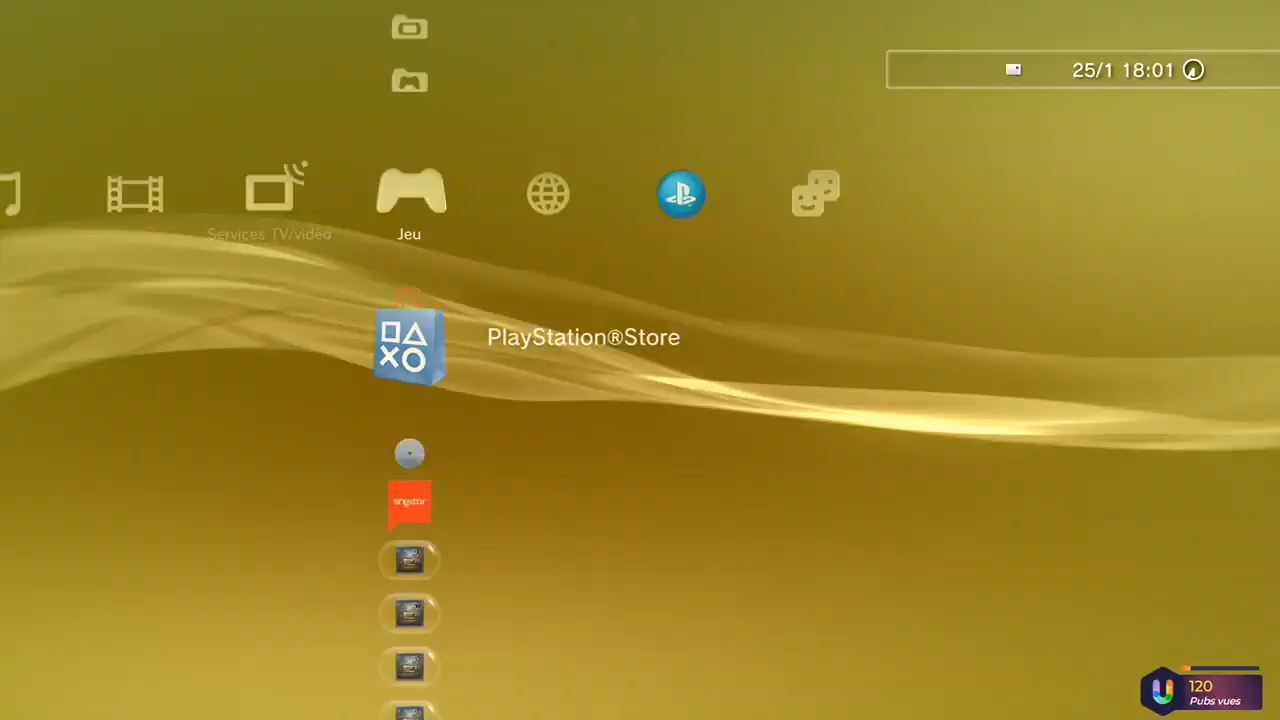 25/1 18:01
Services TV/vidéo
Jeu
PlayStation®Store
SingStar
120
Pubs vues